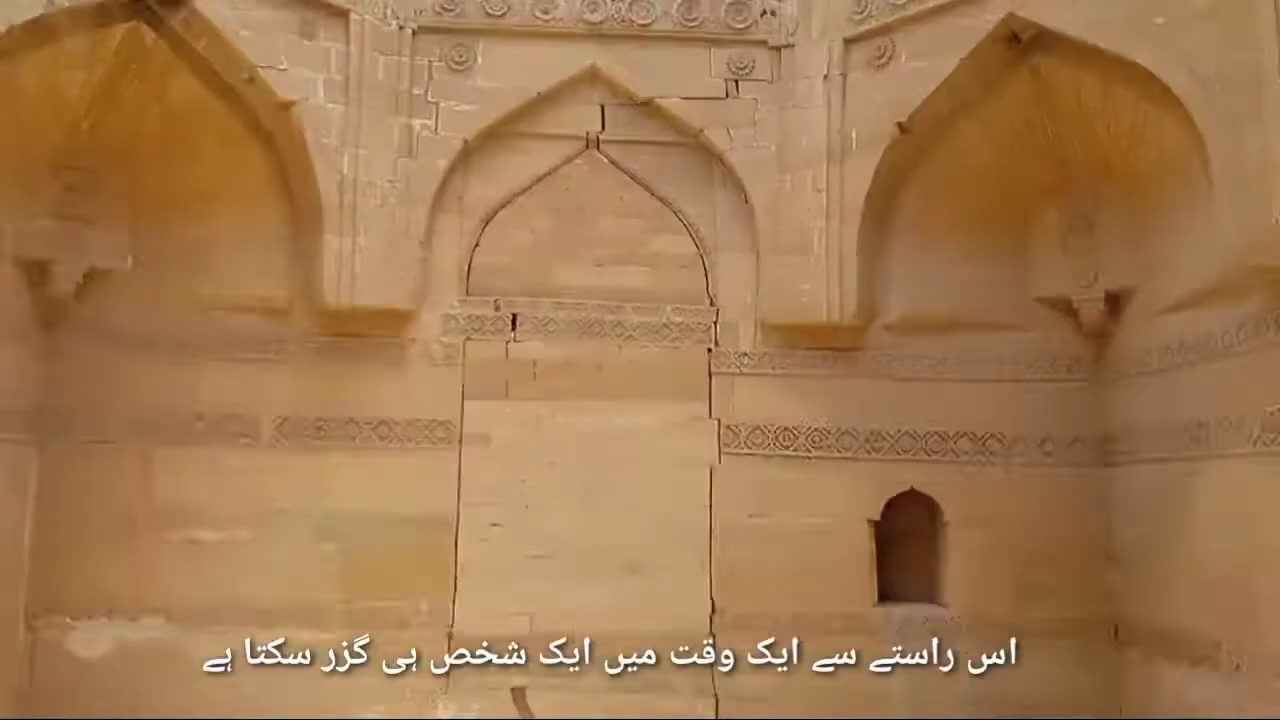 اس راستے سے ایک وقت میں ایک شخص ہی گزر سکتا ہے